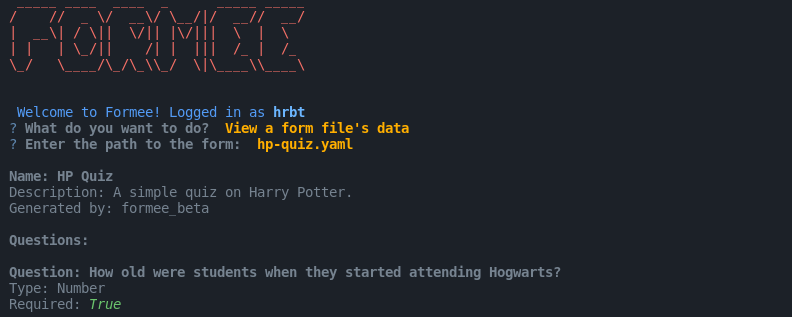 FORMEE
Welcome to Formee! Logged in as hrbt
? What do you want to do?  View a form file's data
? Enter the path to the form:  hp-quiz.yaml
Name: HP Quiz
Description: A simple quiz on Harry Potter.
Generated by: formee_beta
Questions:
Question: How old were students when they started attending Hogwarts?
Type: Number
Required: True